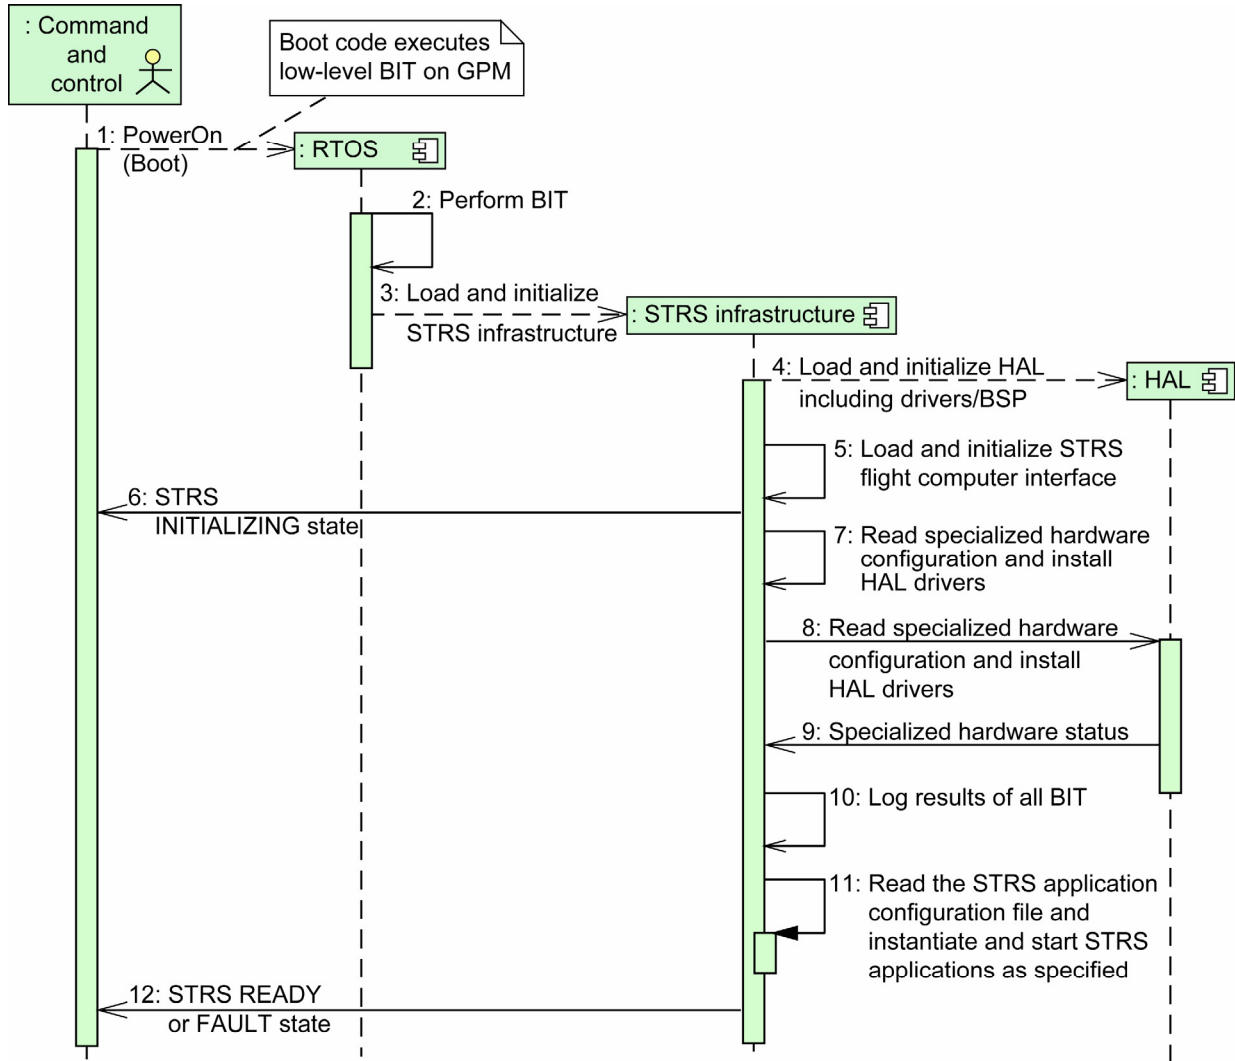 : Command
and
control
Boot code executes
low-level BIT on GPM
1: PowerOn
(Boot)
: RTOS
2: Perform BIT
3: Load and initialize
STRS infrastructure
: STRS infrastructure
4: Load and initialize HAL
including drivers/BSP
: HAL
5: Load and initialize STRS
flight computer interface
6: STRS
INITIALIZING state
7: Read specialized hardware
configuration and install
HAL drivers
8: Read specialized hardware
configuration and install
HAL drivers
9: Specialized hardware status
10: Log results of all BIT
11: Read the STRS application
configuration file and
instantiate and start STRS
applications as specified
12: STRS READY
or FAULT state